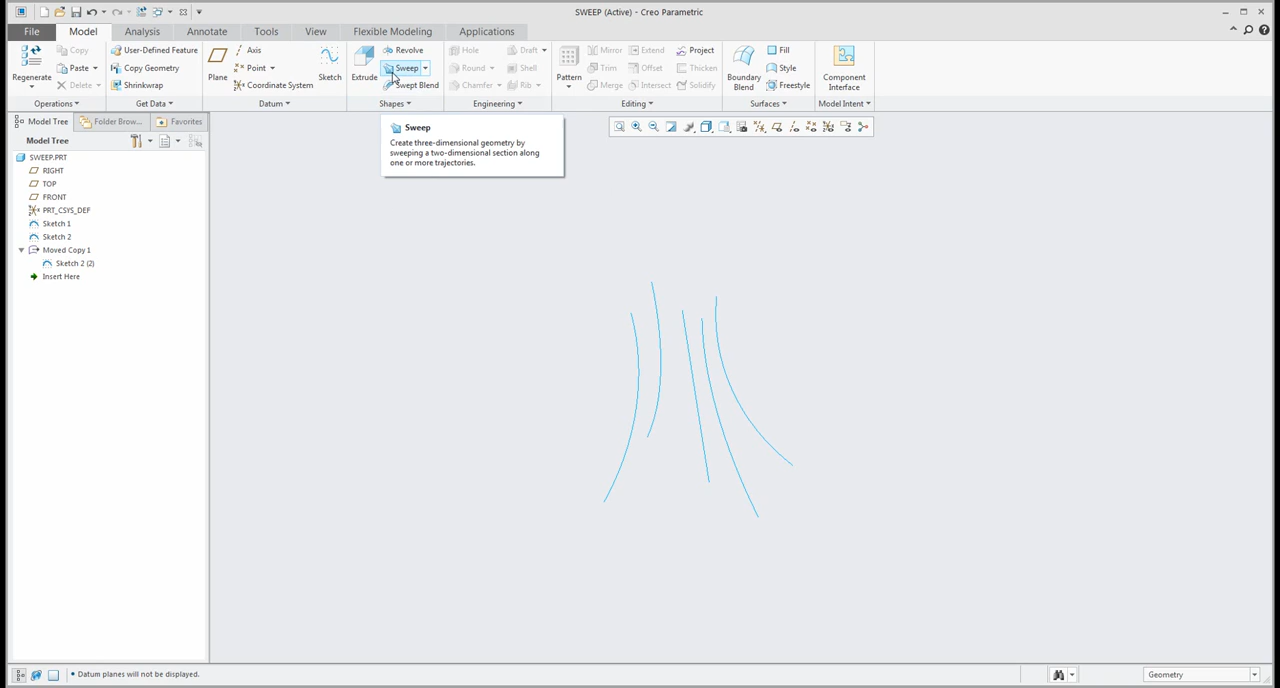 SWEEP (Active) - Creo Parametric
File Model Analysis Annotate Tools View Flexible Modeling Applications
Regenerate
Copy
Paste
Delete
Operations
User-Defined Feature
Copy Geometry
Shrinkwrap
Get Data
Plane
Axis
Point
Coordinate System
Sketch
Datum
Extrude
Revolve
Sweep
Swept Blend
Shapes
Hole
Round
Chamfer
Draft
Shell
Rib
Engineering
Pattern
Mirror
Trim
Merge
Extend
Offset
Intersect
Project
Thicken
Solidify
Editing
Boundary
Blend
Fill
Style
Freestyle
Surfaces
Component
Interface
Model Intent
Model Tree Folder Brow... Favorites
Model Tree
SWEEP.PRT
RIGHT
TOP
FRONT
PRT_CSYS_DEF
Sketch 1
Sketch 2
Moved Copy 1
Sketch 2 (2)
Insert Here
Sweep
Create three-dimensional geometry by
sweeping a two-dimensional section along
one or more trajectories.
• Datum planes will not be displayed.
Geometry